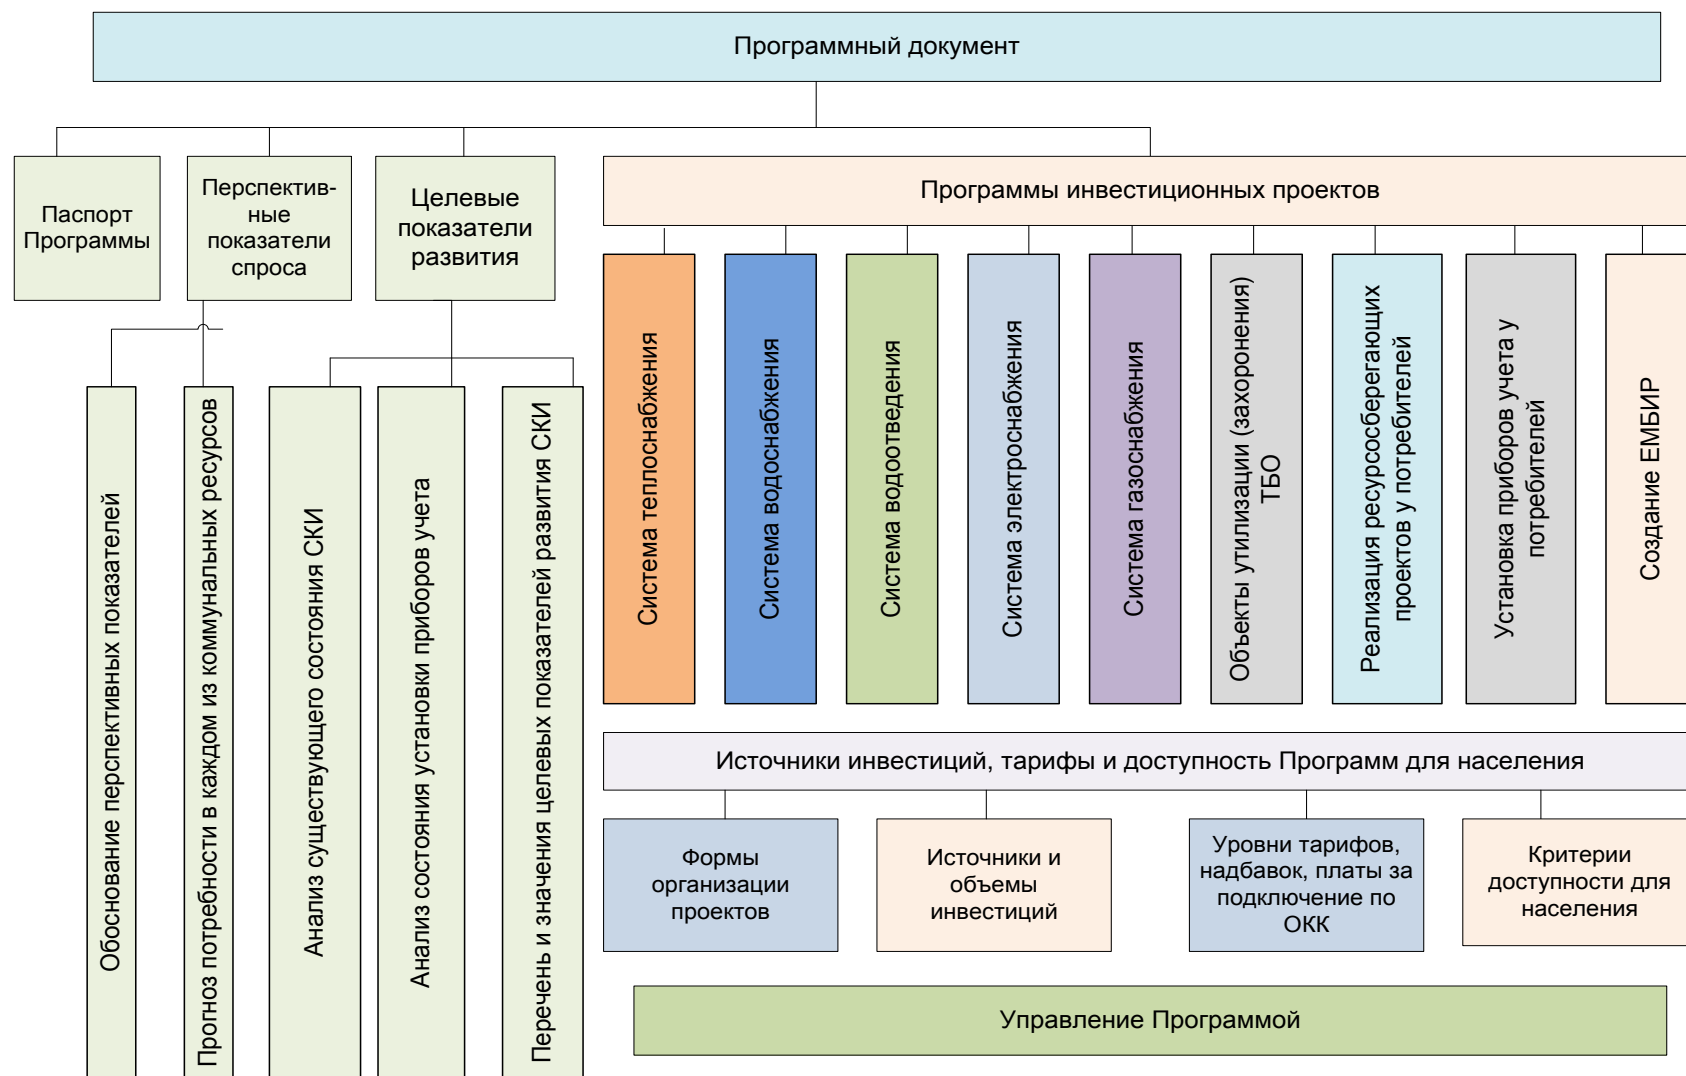 Программный документ
Паспорт
Программы
Перспектив-
ные
показатели
спроса
Целевые
показатели
развития
Программы инвестиционных проектов
Обоснование перспективных показателей
Прогноз потребности в каждом из коммунальных ресурсов
Анализ существующего состояния СКИ
Анализ состояния установки приборов учета
Перечень и значения целевых показателей развития СКИ
Система теплоснабжения
Система водоснабжения
Система водоотведения
Система электроснабжения
Система газоснабжения
Объекты утилизации (захоронения)
ТБО
Реализация ресурсосберегающих
проектов у потребителей
Установка приборов учета у
потребителей
Создание ЕМБИР
Источники инвестиций, тарифы и доступность Программ для населения
Формы
организации
проектов
Источники и
объемы
инвестиций
Уровни тарифов,
надбавок, платы за
подключение по
ОКК
Критерии
доступности для
населения
Управление Программой